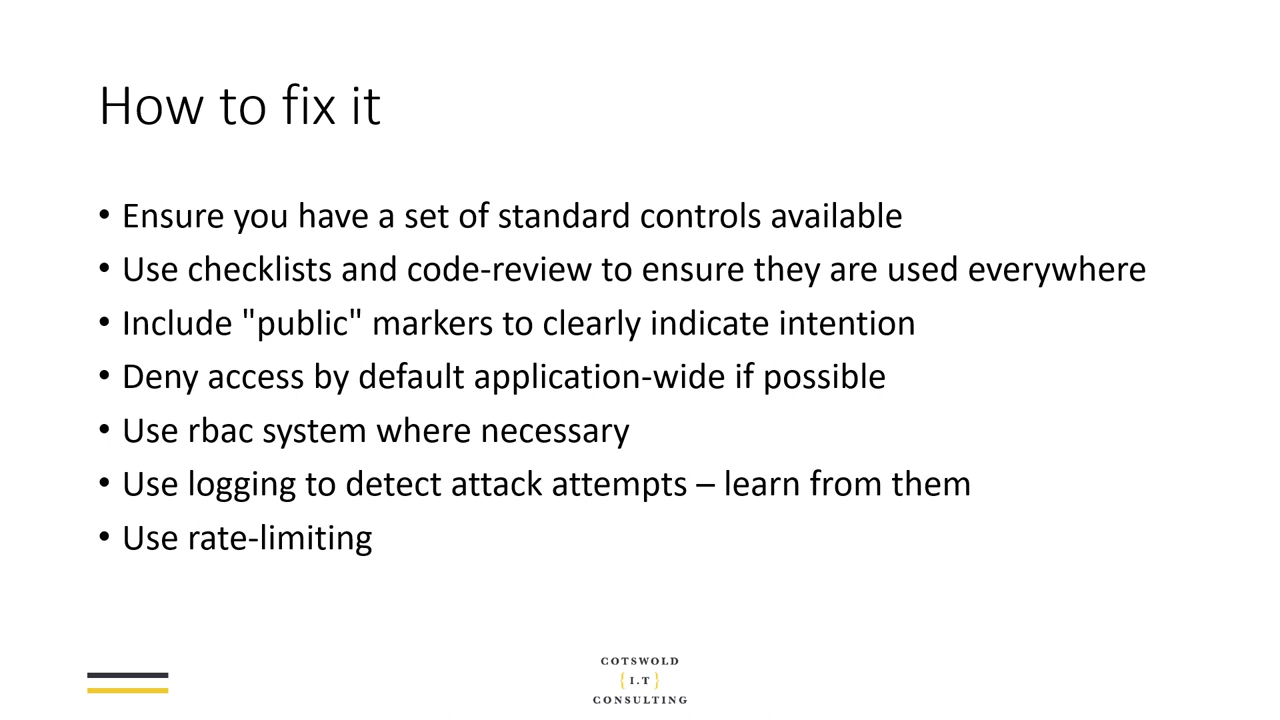 How to fix it
• Ensure you have a set of standard controls available
• Use checklists and code-review to ensure they are used everywhere
• Include "public" markers to clearly indicate intention
• Deny access by default application-wide if possible
• Use rbac system where necessary
• Use logging to detect attack attempts – learn from them
• Use rate-limiting
COTSWOLD
{ I.T }
CONSULTING